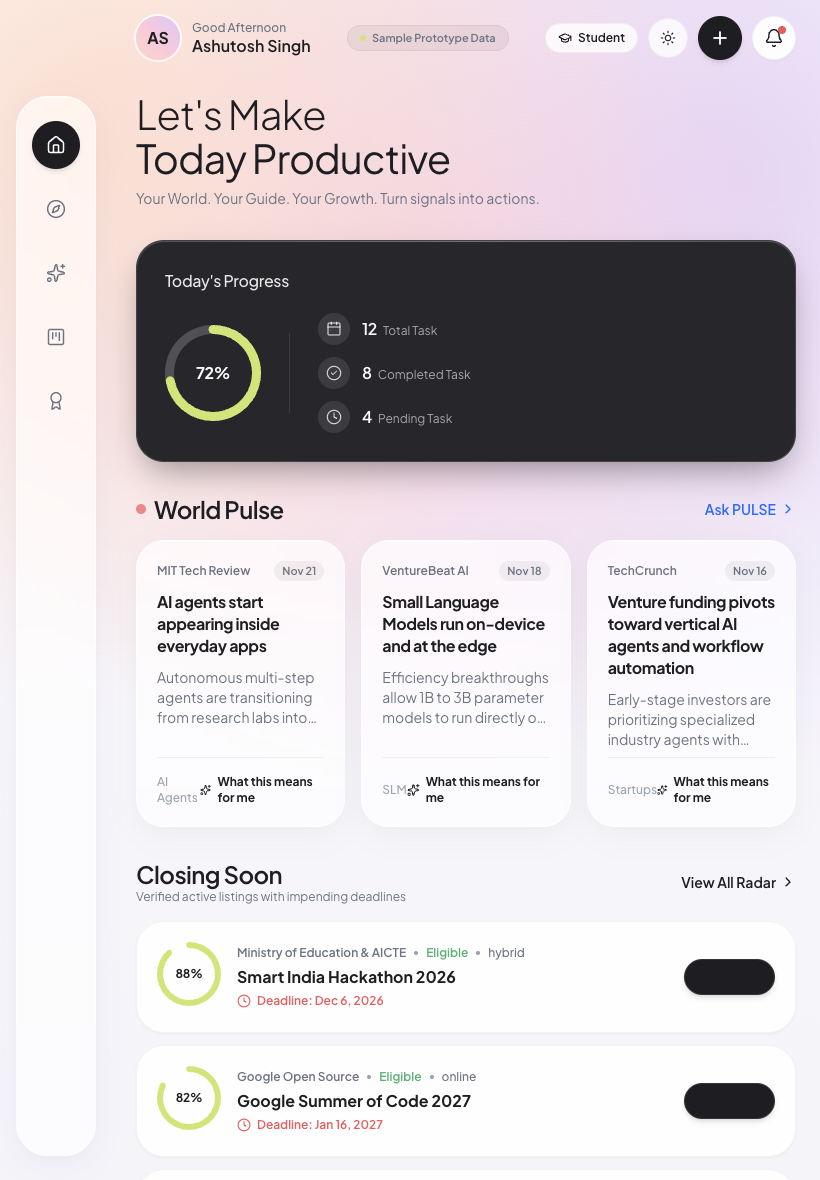 AS
Good Afternoon
Ashutosh Singh
Sample Prototype Data
Student
Let's Make
Today Productive
Your World. Your Guide. Your Growth. Turn signals into actions.
Today's Progress
72%
12 Total Task
8 Completed Task
4 Pending Task
World Pulse
Ask PULSE
MIT Tech Review
Nov 21
AI agents start
appearing inside
everyday apps
Autonomous multi-step
agents are transitioning
from research labs into...
AI
Agents
What this means
for me
VentureBeat AI
Nov 18
Small Language
Models run on-device
and at the edge
Efficiency breakthroughs
allow 1B to 3B parameter
models to run directly o...
SLM
What this means for
me
TechCrunch
Nov 16
Venture funding pivots
toward vertical AI
agents and workflow
automation
Early-stage investors are
prioritizing specialized
industry agents with...
Startups
What this means
for me
Closing Soon
View All Radar
Verified active listings with impending deadlines
88%
Ministry of Education & AICTE • Eligible • hybrid
Smart India Hackathon 2026
Deadline: Dec 6, 2026
82%
Google Open Source • Eligible • online
Google Summer of Code 2027
Deadline: Jan 16, 2027